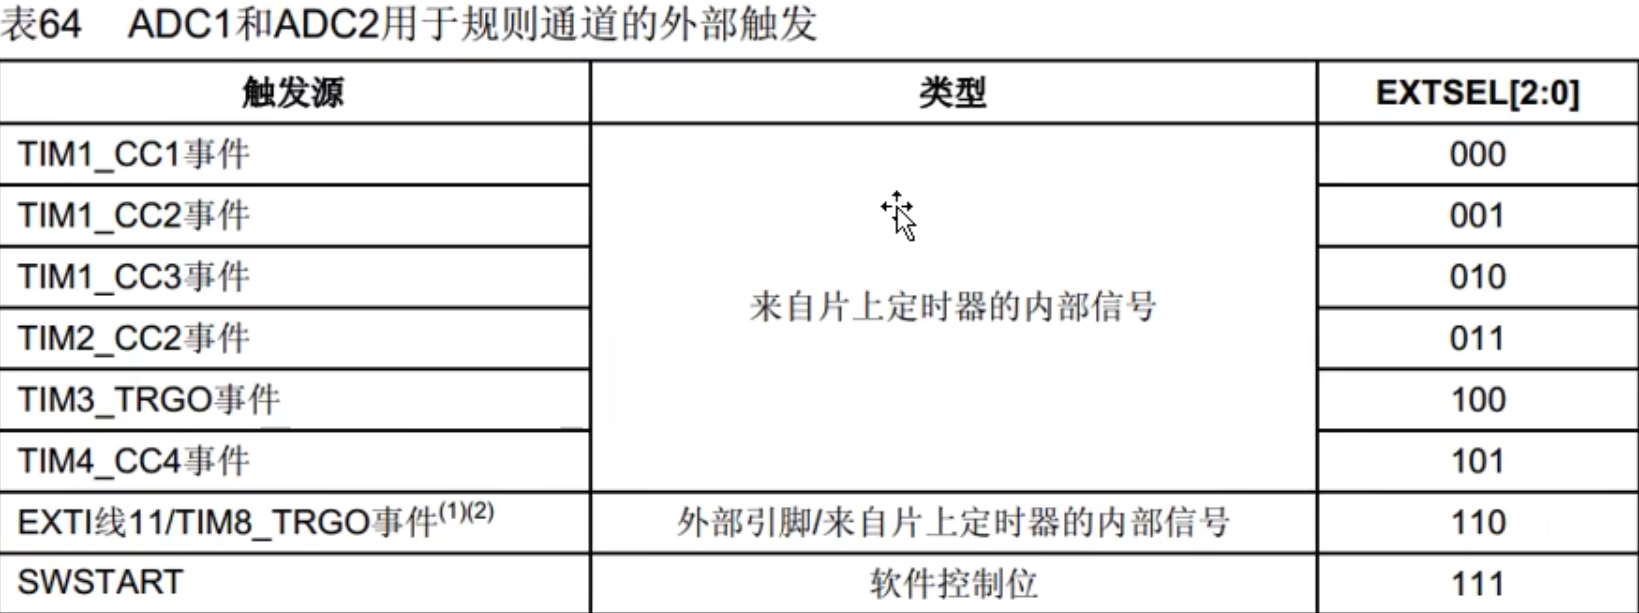 表64 ADC1和ADC2用于规则通道的外部触发
触发源 类型 EXTSEL[2:0]
TIM1_CC1事件 000
TIM1_CC2事件 001
TIM1_CC3事件 010
来自片上定时器的内部信号
TIM2_CC2事件 011
TIM3_TRGO事件 100
TIM4_CC4事件 101
EXTI线11/TIM8_TRGO事件(1)(2) 外部引脚/来自片上定时器的内部信号 110
SWSTART 软件控制位 111